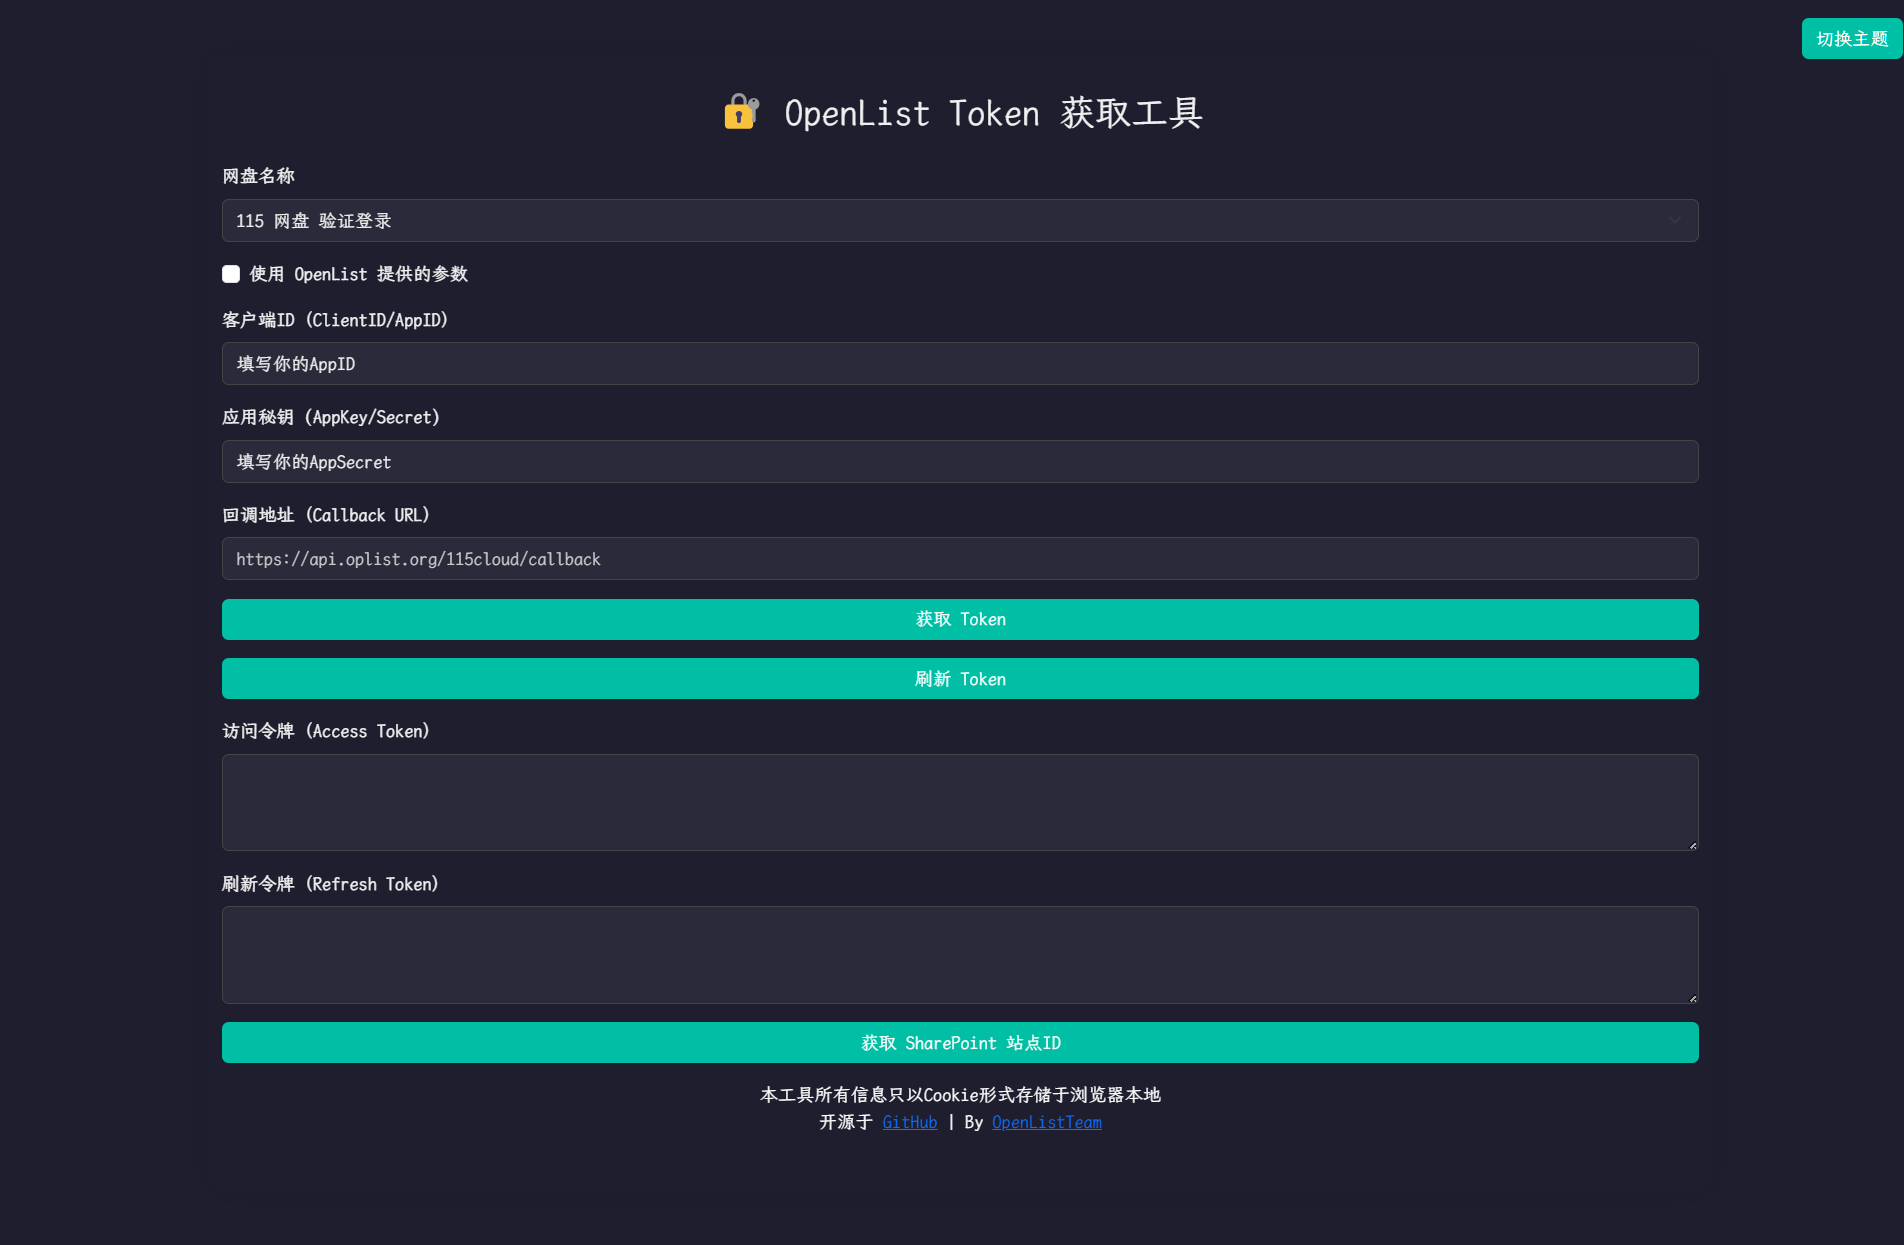 切换主题
OpenList Token 获取工具
网盘名称
115 网盘 验证登录
使用 OpenList 提供的参数
客户端ID (ClientID/AppID)
填写你的AppID
应用秘钥 (AppKey/Secret)
填写你的AppSecret
回调地址 (Callback URL)
https://api.oplist.org/115cloud/callback
获取 Token
刷新 Token
访问令牌 (Access Token)
刷新令牌 (Refresh Token)
获取 SharePoint 站点ID
本工具所有信息只以Cookie形式存储于浏览器本地
开源于 GitHub | By OpenListTeam